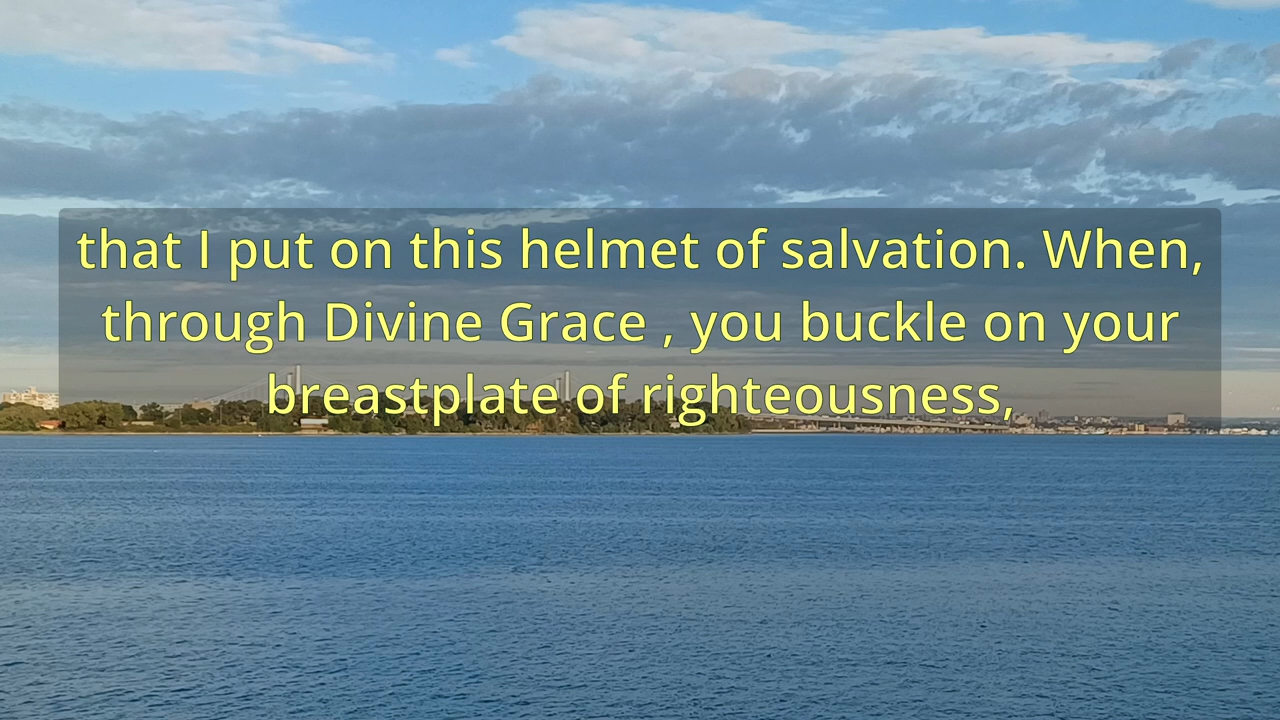 that I put on this helmet of salvation. When,
through Divine Grace , you buckle on your
breastplate of righteousness,